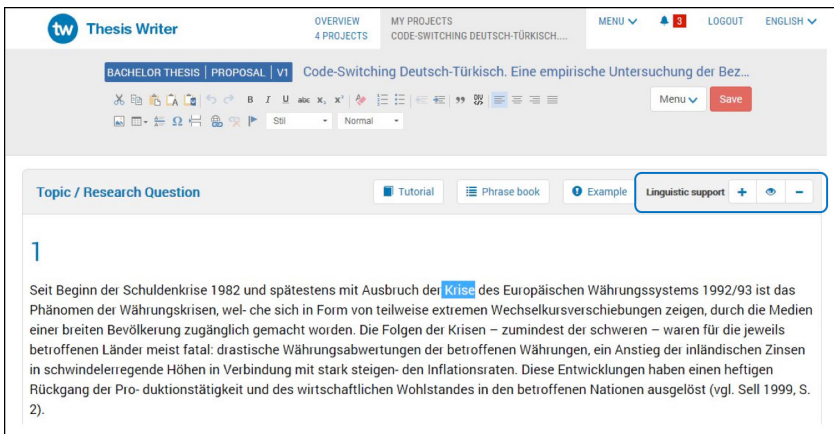 tw Thesis Writer
OVERVIEW
4 PROJECTS
MY PROJECTS
CODE-SWITCHING DEUTSCH-TÜRKISCH....
MENU
3
LOGOUT
ENGLISH
BACHELOR THESIS | PROPOSAL | V1 Code-Switching Deutsch-Türkisch. Eine empirische Untersuchung der Bez...
B I U abc x₂ x²
Stil Normal
Menu Save
Topic / Research Question Tutorial Phrase book Example Linguistic support + −
1
Seit Beginn der Schuldenkrise 1982 und spätestens mit Ausbruch der Krise des Europäischen Währungssystems 1992/93 ist das
Phänomen der Währungskrisen, wel- che sich in Form von teilweise extremen Wechselkursverschiebungen zeigen, durch die Medien
einer breiten Bevölkerung zugänglich gemacht worden. Die Folgen der Krisen – zumindest der schweren – waren für die jeweils
betroffenen Länder meist fatal: drastische Währungsabwertungen der betroffenen Währungen, ein Anstieg der inländischen Zinsen
in schwindelerregende Höhen in Verbindung mit stark steigen- den Inflationsraten. Diese Entwicklungen haben einen heftigen
Rückgang der Pro- duktionstätigkeit und des wirtschaftlichen Wohlstandes in den betroffenen Nationen ausgelöst (vgl. Sell 1999, S.
2).